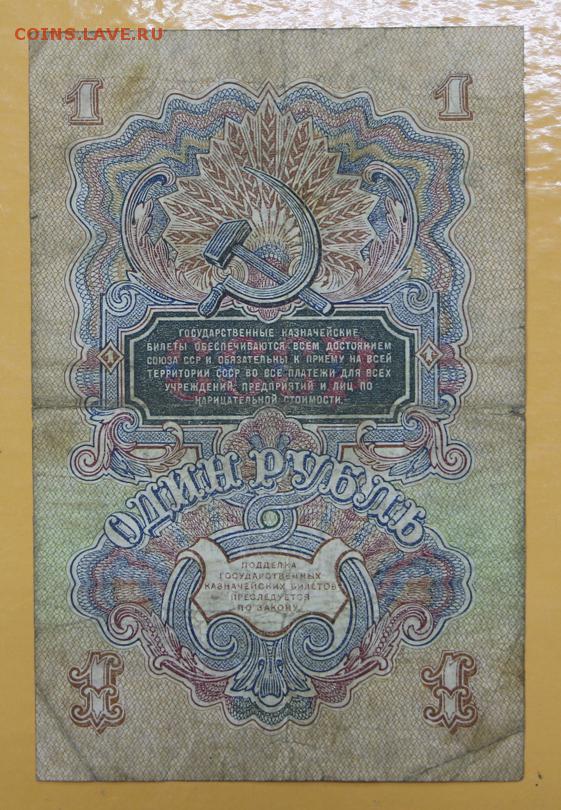 COINS.LAVE.RU
1 1
ГОСУДАРСТВЕННЫЕ КАЗНАЧЕЙСКИЕ
БИЛЕТЫ ОБЕСПЕЧИВАЮТСЯ ВСЕМ ДОСТОЯНИЕМ
СОЮЗА ССР И ОБЯЗАТЕЛЬНЫ К ПРИЕМУ НА ВСЕЙ
1 ТЕРРИТОРИИ СССР ВО ВСЕ ПЛАТЕЖИ ДЛЯ ВСЕХ 1
УЧРЕЖДЕНИЙ, ПРЕДПРИЯТИЙ И ЛИЦ ПО
НАРИЦАТЕЛЬНОЙ СТОИМОСТИ.
ОДИН РУБЛЬ
ПОДДЕЛКА
ГОСУДАРСТВЕННЫХ
КАЗНАЧЕЙСКИХ БИЛЕТОВ
ПРЕСЛЕДУЕТСЯ
ПО ЗАКОНУ
1 1